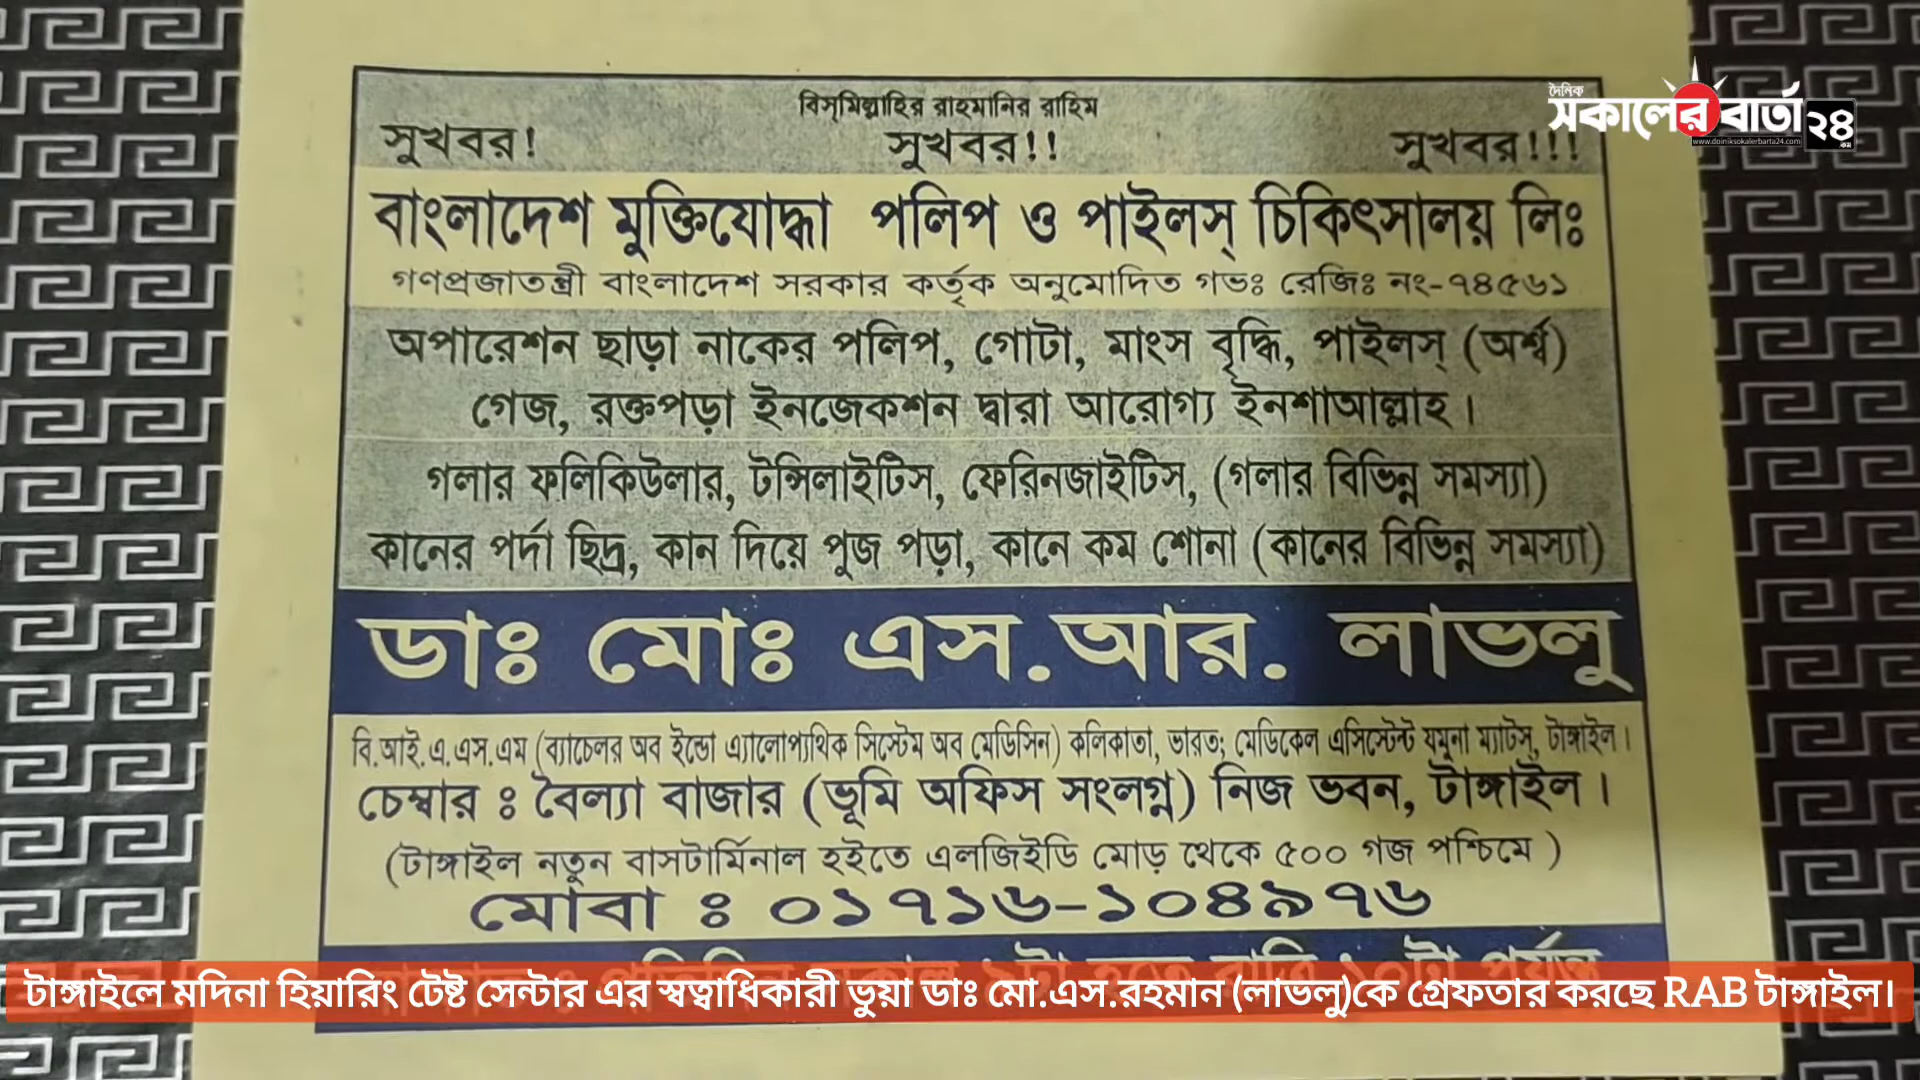 বিস্‌মিল্লাহির রাহমানির রাহিম
সুখবর! সুখবর!! সুখবর!!!
দৈনিক
সকালের বার্তা ২৪
.কম
www.doiniksokalerbarta24.com
বাংলাদেশ মুক্তিযোদ্ধা পলিপ ও পাইলস্ চিকিৎসালয় লিঃ
গণপ্রজাতন্ত্রী বাংলাদেশ সরকার কর্তৃক অনুমোদিত গভঃ রেজিঃ নং-৭৪৫৬১
অপারেশন ছাড়া নাকের পলিপ, গোটা, মাংস বৃদ্ধি, পাইলস্ (অর্শ্ব)
গেজ, রক্তপড়া ইনজেকশন দ্বারা আরোগ্য ইনশাআল্লাহ।
গলার ফলিকিউলার, টন্সিলাইটিস, ফেরিনজাইটিস, (গলার বিভিন্ন সমস্যা)
কানের পর্দা ছিদ্র, কান দিয়ে পুজ পড়া, কানে কম শোনা (কানের বিভিন্ন সমস্যা)
ডাঃ মোঃ এস.আর. লাভলু
বি.আই.এ.এস.এম (ব্যাচেলর অব ইন্ডো এ্যালোপ্যাথিক সিস্টেম অব মেডিসিন) কলিকাতা, ভারত; মেডিকেল এসিস্টেন্ট যমুনা ম্যাটস্, টাঙ্গাইল।
চেম্বার ঃ বৈল্যা বাজার (ভূমি অফিস সংলগ্ন) নিজ ভবন, টাঙ্গাইল।
(টাঙ্গাইল নতুন বাসটার্মিনাল হইতে এলজিইডি মোড় থেকে ৫০০ গজ পশ্চিমে )
মোবা ঃ ০১৭১৬-১০৪৯৭৬
টাঙ্গাইলে মদিনা হিয়ারিং টেষ্ট সেন্টার এর স্বত্বাধিকারী ভুয়া ডাঃ মো.এস.রহমান (লাভলু)কে গ্রেফতার করছে RAB টাঙ্গাইল।